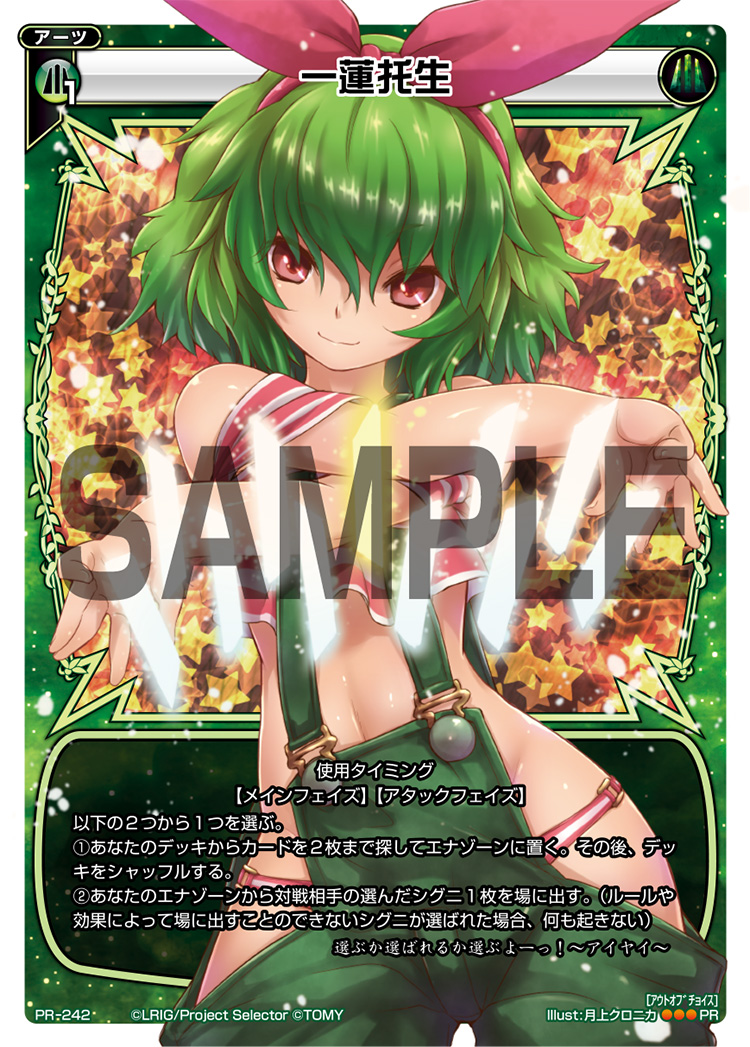 アーツ
一蓮托生
1
SAMPLE
使用タイミング
【メインフェイズ】【アタックフェイズ】
以下の2つから1つを選ぶ。
①あなたのデッキからカードを2枚まで探してエナゾーンに置く。その後、デッ
キをシャッフルする。
②あなたのエナゾーンから対戦相手の選んだシグニ1枚を場に出す。（ルールや
効果によって場に出すことのできないシグニが選ばれた場合、何も起きない）
選ぶか選ばれるか選ぶよーっ！〜アイヤイ〜
[アウトオブチョイス]
PR-242 ©LRIG/Project Selector ©TOMY Illust:月上クロニカ PR